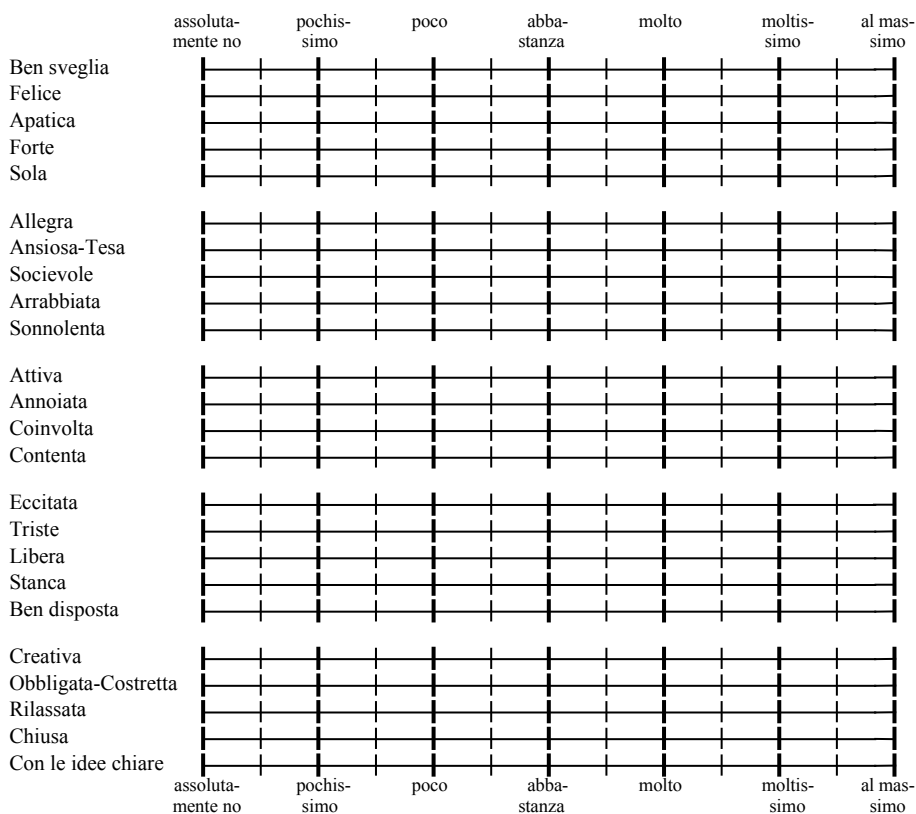 assoluta- pochis- poco abba- molto moltis- al mas-
mente no simo stanza simo simo
Ben sveglia
Felice
Apatica
Forte
Sola
Allegra
Ansiosa-Tesa
Socievole
Arrabbiata
Sonnolenta
Attiva
Annoiata
Coinvolta
Contenta
Eccitata
Triste
Libera
Stanca
Ben disposta
Creativa
Obbligata-Costretta
Rilassata
Chiusa
Con le idee chiare
assoluta- pochis- poco abba- molto moltis- al mas-
mente no simo stanza simo simo